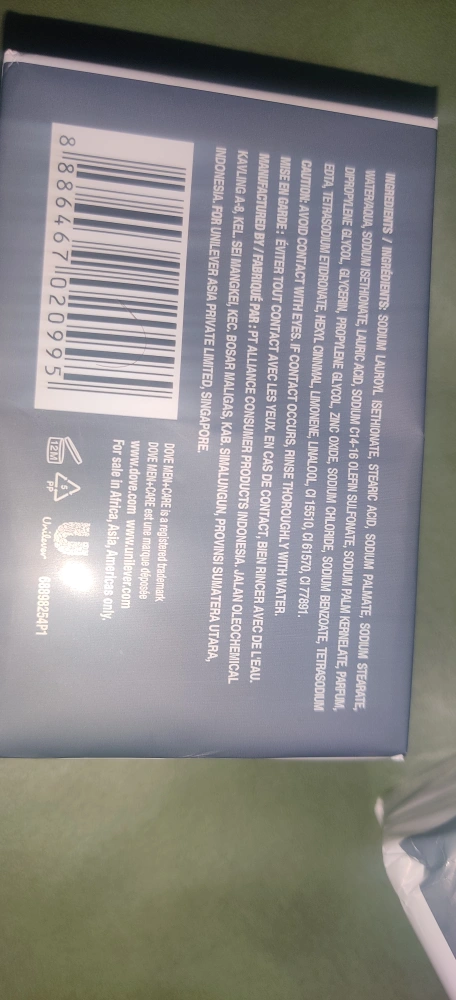 INGREDIENTS / INGRÉDIENTS: SODIUM LAUROYL ISETHIONATE, STEARIC ACID, SODIUM PALMATE, SODIUM STEARATE,
WATER/AQUA, SODIUM ISETHIONATE, LAURIC ACID, SODIUM C14-16 OLEFIN SULFONATE, SODIUM PALM KERNELATE, PARFUM,
DIPROPYLENE GLYCOL, GLYCERIN, PROPYLENE GLYCOL, ZINC OXIDE, SODIUM CHLORIDE, SODIUM BENZOATE, TETRASODIUM
EDTA, TETRASODIUM ETIDRONATE, HEXYL CINNMAL, LIMONENE, LINALOOL, CI 15510, CI 61570, CI 77891.
CAUTION: AVOID CONTACT WITH EYES. IF CONTACT OCCURS, RINSE THOROUGHLY WITH WATER.
MISE EN GARDE : ÉVITER TOUT CONTACT AVEC LES YEUX. EN CAS DE CONTACT, BIEN RINCER AVEC DE L'EAU.
MANUFACTURED BY / FABRIQUÉ PAR : PT ALLIANCE CONSUMER PRODUCTS INDONESIA. JALAN OLEOCHEMICAL
KAVLING A-8, KEL. SEI MANGKEI, KEC. BOSAR MALIGAS, KAB. SIMALUNGUN, PROVINSI SUMATERA UTARA,
INDONESIA. FOR UNILEVER ASIA PRIVATE LIMITED, SINGAPORE.
8 886467 020995
DOVE MEN+CARE is a registered trademark
DOVE MEN+CARE est une marque déposée
www.dove.com www.unilever.com
For sale in Africa, Asia, Americas only.
12M
5
PP
Unilever
68898254P1